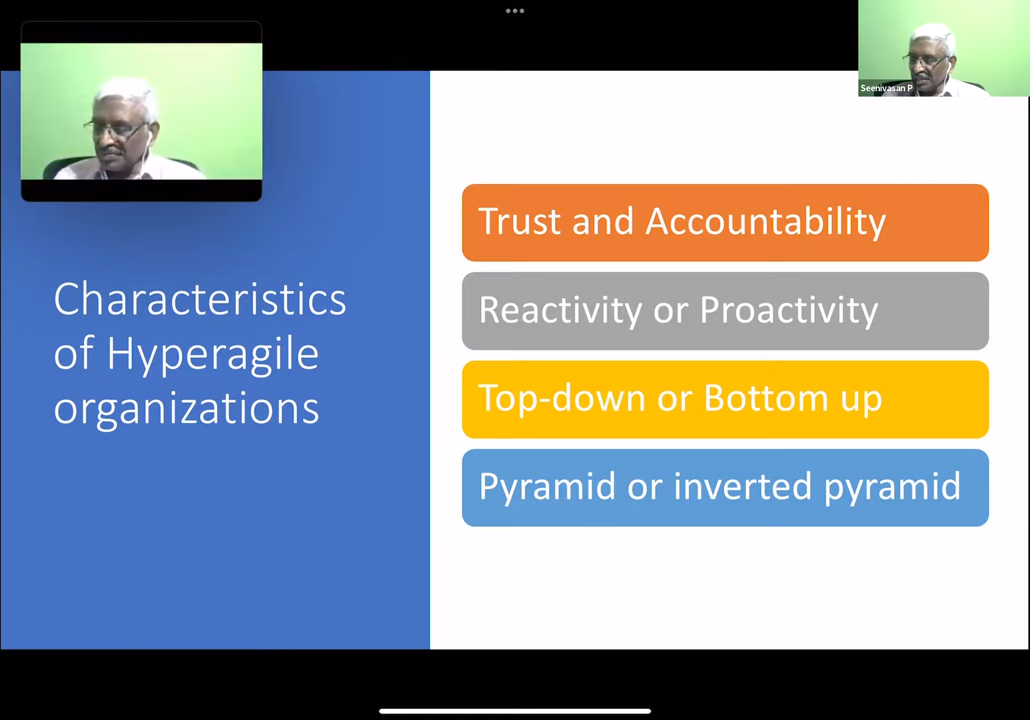 Seenivasan P
Characteristics
of Hyperagile
organizations
Trust and Accountability
Reactivity or Proactivity
Top-down or Bottom up
Pyramid or inverted pyramid